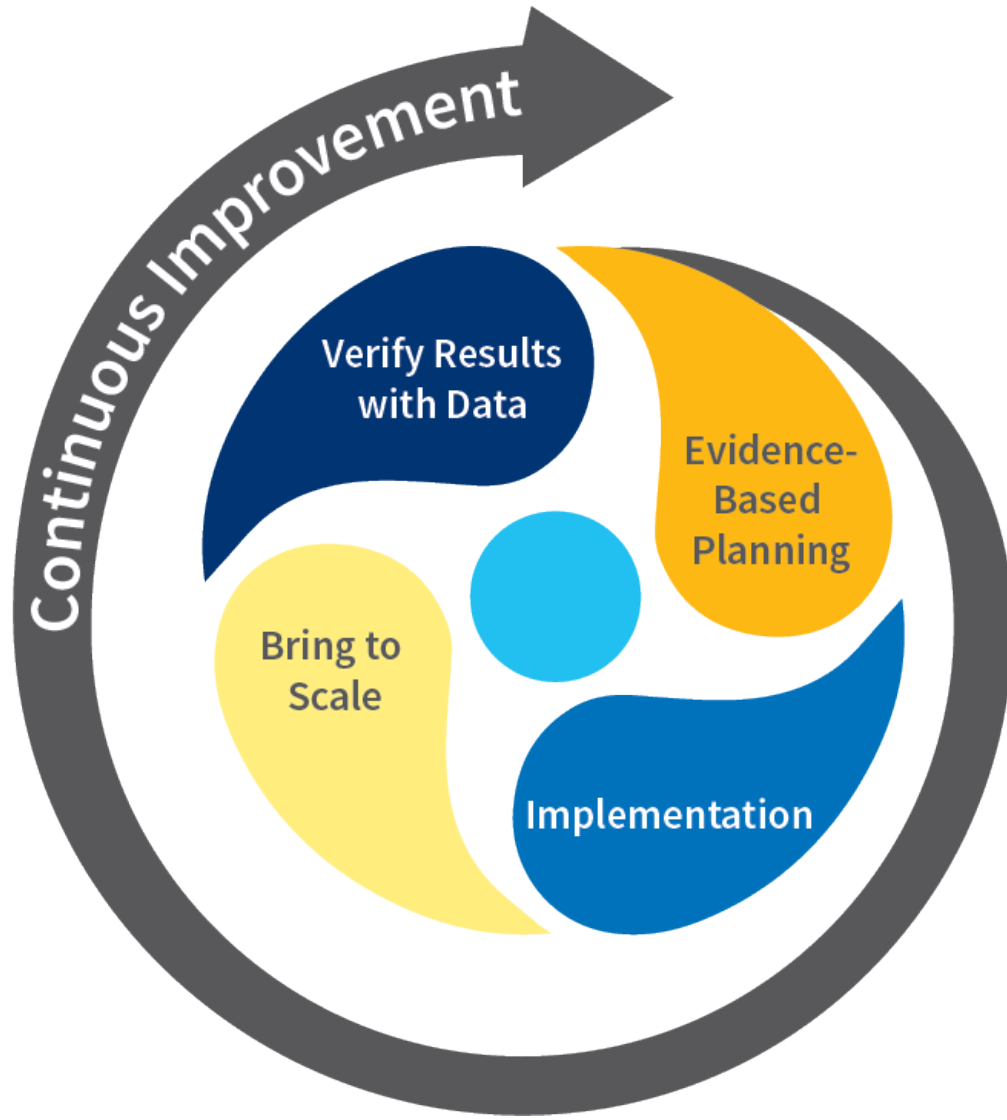 Continuous Improvement
Verify Results
with Data
Evidence-
Based
Planning
Bring to
Scale
Implementation